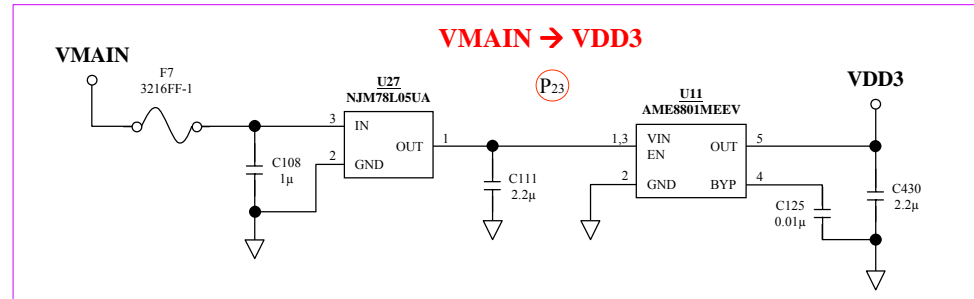 VMAIN → VDD3
VMAIN
F7
3216FF-1
U27
NJM78L05UA
P23
U11
AME8801MEEV
VDD3
3
IN
OUT
1
2
GND
C108
1µ
C111
2.2µ
1,3
VIN
EN
OUT
5
2
GND
BYP
4
C125
0.01µ
C430
2.2µ